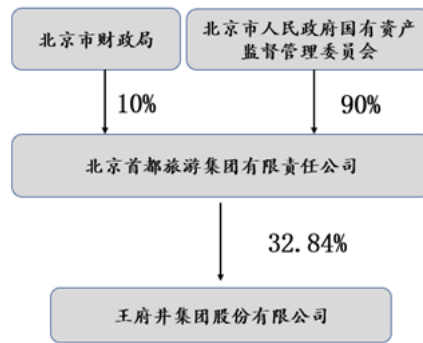 北京市财政局
北京市人民政府国有资产
监督管理委员会
10%
90%
北京首都旅游集团有限责任公司
32.84%
王府井集团股份有限公司